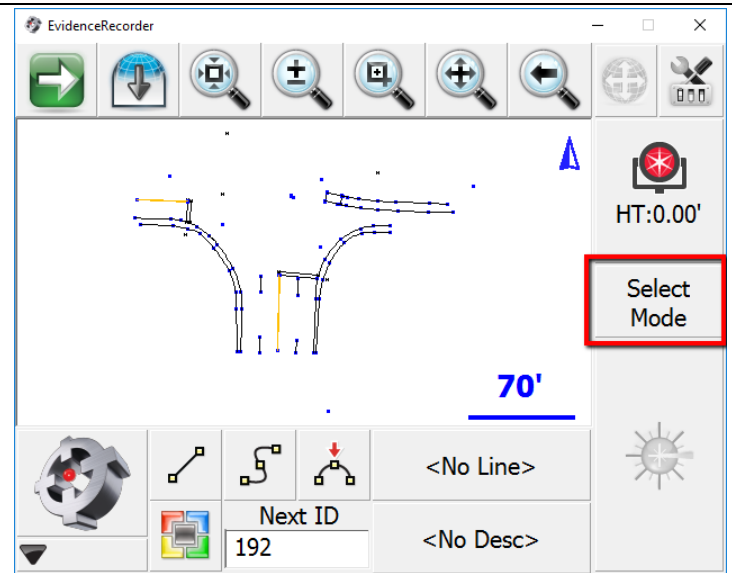 EvidenceRecorder
HT:0.00'
Select
Mode
70'
<No Line>
Next ID
192
<No Desc>